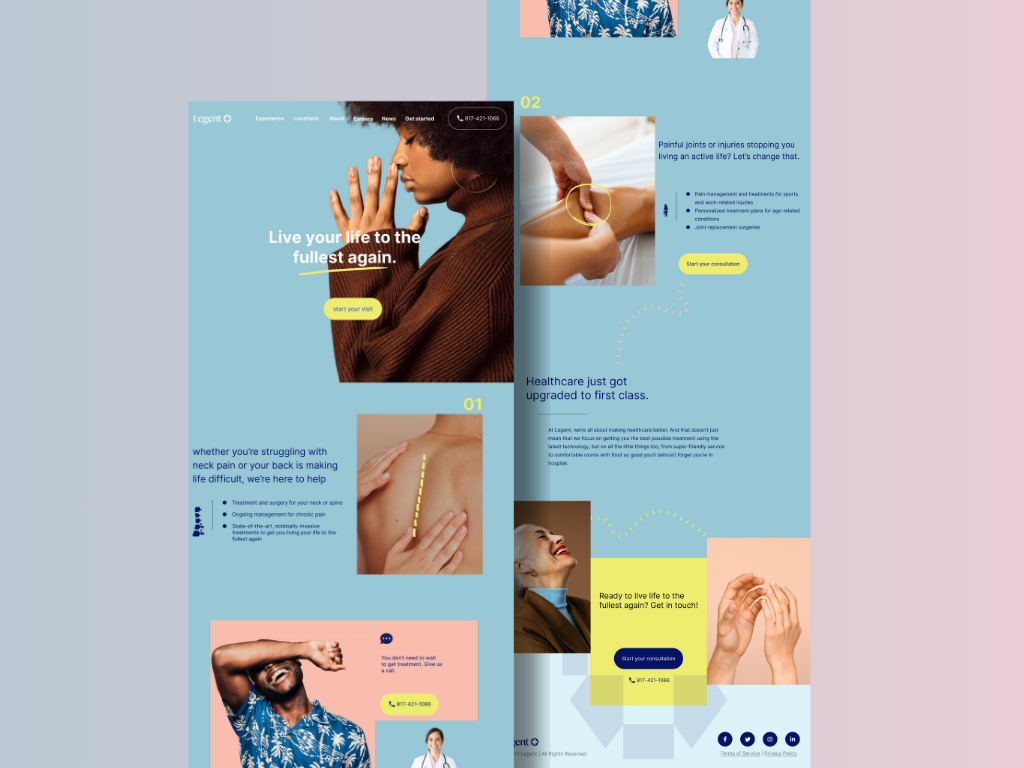 Legent
Experience Locations About Careers News Get started 817-421-1066
Live your life to the
fullest again.
start your visit
01
whether you're struggling with
neck pain or your back is making
life difficult, we're here to help
Treatment and surgery for your neck or spine
Ongoing management for chronic pain
State-of-the-art, minimally-invasive
treatments to get you living your life to the
fullest again
You don't need to wait
to get treatment. Give us
a call.
817-421-1066
02
Painful joints or injuries stopping you
living an active life? Let's change that.
Pain management and treatments for sports
and work-related injuries
Personalized treatment plans for age-related
conditions
Joint replacement surgeries
Start your consultation
Healthcare just got
upgraded to first class.
At Legent, we're all about making healthcare better. And that doesn't just
mean that we focus on getting you the best possible treatment using the
latest technology, but on all the little things too, from super-friendly service
to comfortable rooms with food so good you'll (almost) forget you're in
hospital.
Ready to live life to the
fullest again? Get in touch!
Start your consultation
817-421-1066
gent
Legent | All Rights Reserved
Terms of Service | Privacy Policy